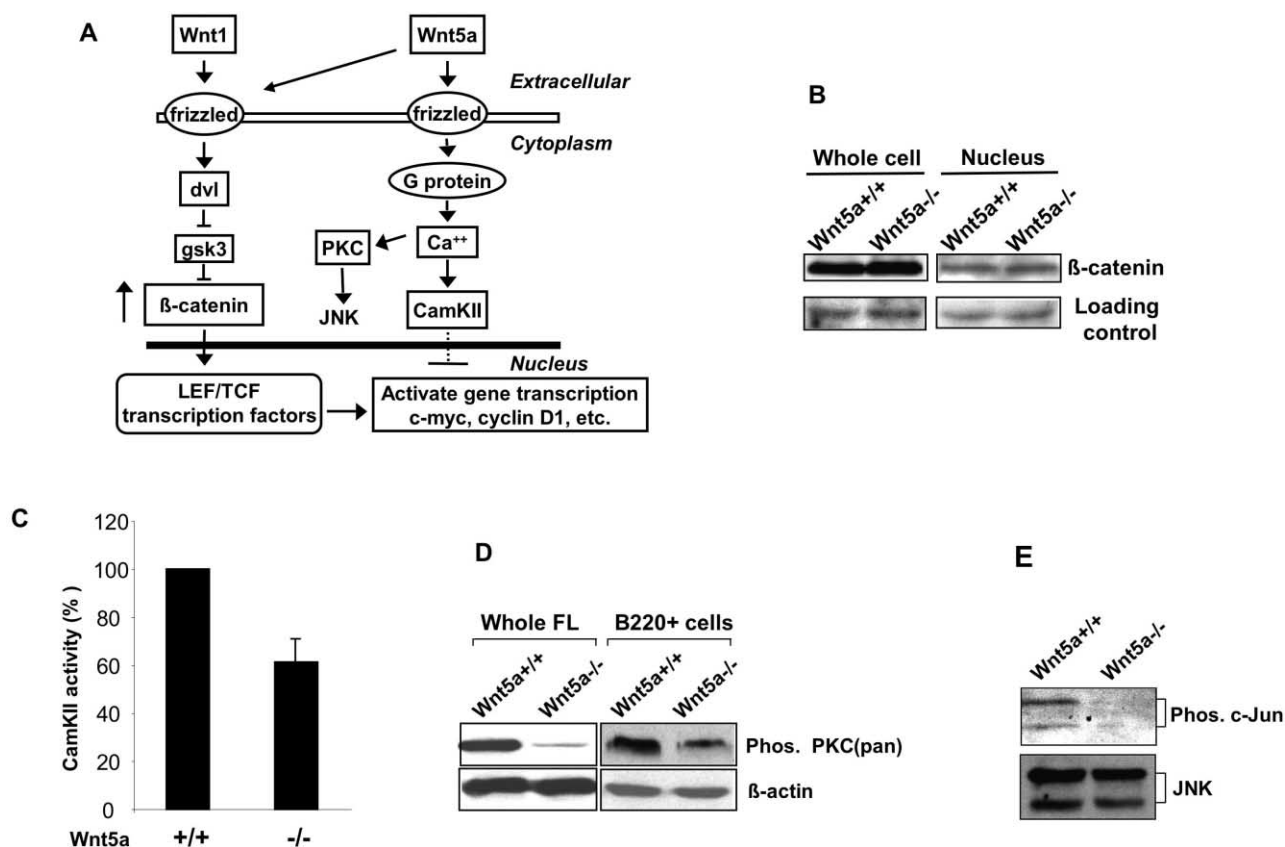 A
Wnt1
Wnt5a
Extracellular
frizzled
frizzled
Cytoplasm
dvl
G protein
gsk3
PKC
Ca++
ß-catenin
JNK
CamKII
Nucleus
LEF/TCF
transcription factors
Activate gene transcription
c-myc, cyclin D1, etc.
B
Whole cell
Nucleus
Wnt5a+/+
Wnt5a-/-
Wnt5a+/+
Wnt5a-/-
ß-catenin
Loading
control
C
CamKII activity (% )
120
100
80
60
40
20
0
Wnt5a
+/+
-/-
D
Whole FL
B220+ cells
Wnt5a+/+
Wnt5a-/-
Wnt5a+/+
Wnt5a-/-
Phos. PKC(pan)
ß-actin
E
Wnt5a+/+
Wnt5a-/-
Phos. c-Jun
JNK